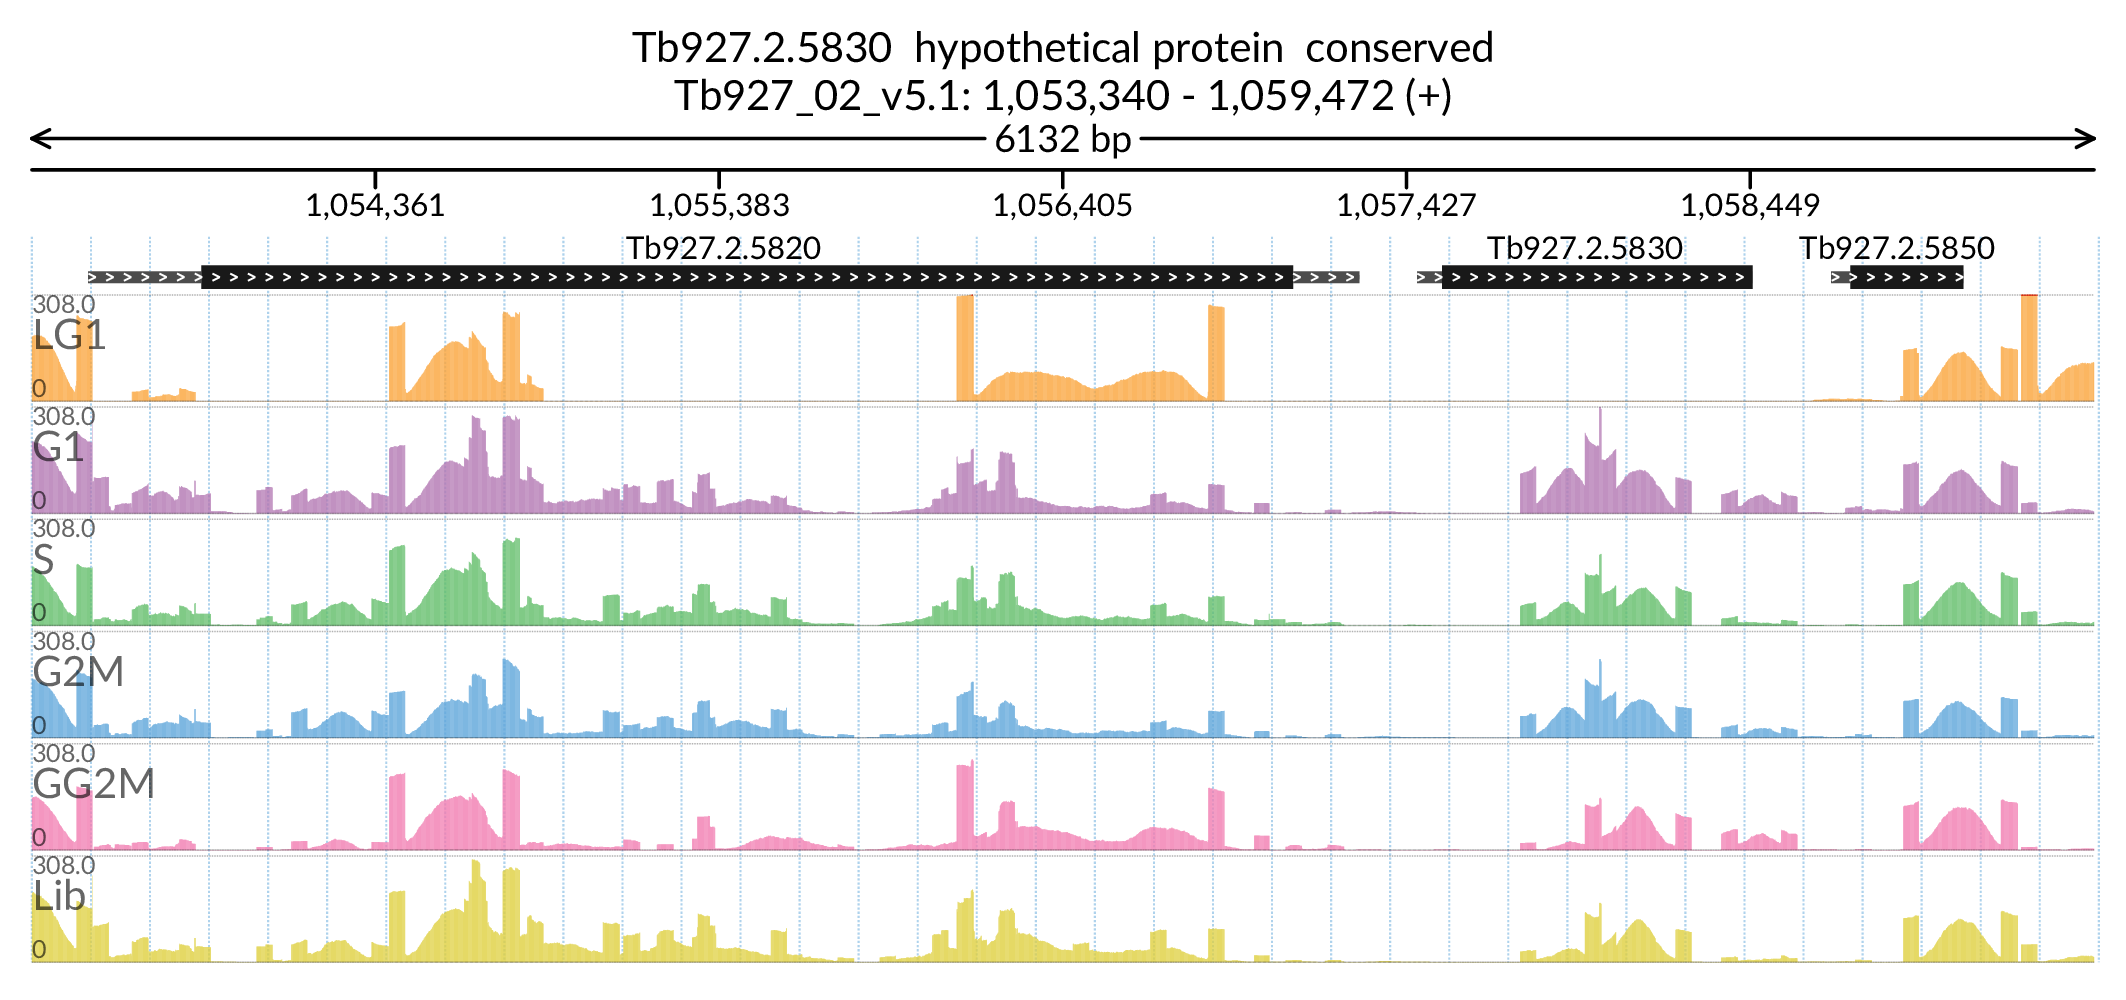 Tb927.2.5830 hypothetical protein conserved
Tb927_02_v5.1: 1,053,340 - 1,059,472 (+)
6132 bp
1,054,361 1,055,383 1,056,405 1,057,427 1,058,449
Tb927.2.5820 Tb927.2.5830 Tb927.2.5850
308.0
LG1
0
308.0
G1
0
308.0
S
0
308.0
G2M
0
308.0
GG2M
0
308.0
Lib
0